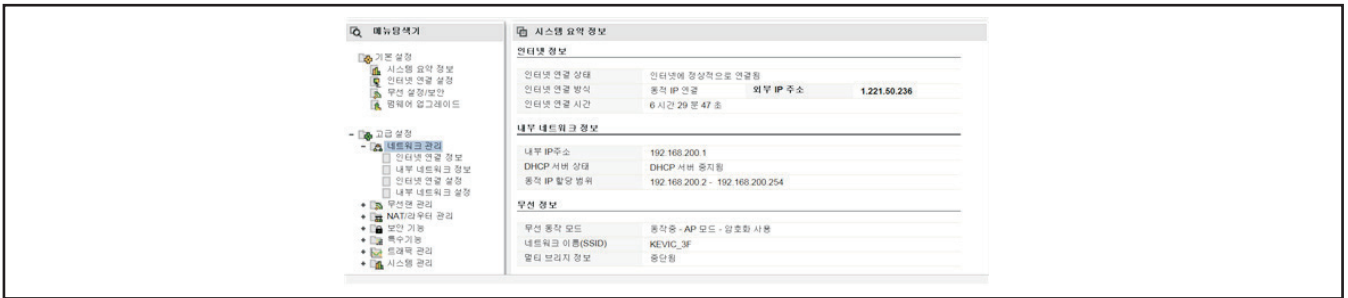 메뉴탐색기
기본 설정
시스템 요약 정보
인터넷 연결 설정
무선 설정/보안
펌웨어 업그레이드
고급 설정
네트워크 관리
인터넷 연결 정보
내부 네트워크 정보
인터넷 연결 설정
내부 네트워크 설정
무선랜 관리
NAT/라우터 관리
보안 기능
특수기능
트래픽 관리
시스템 관리
시스템 요약 정보
인터넷 정보
인터넷 연결 상태 인터넷에 정상적으로 연결됨
인터넷 연결 방식 동적 IP 연결 외부 IP 주소 1.221.50.236
인터넷 연결 시간 6 시간 29 분 47 초
내부 네트워크 정보
내부 IP주소 192.168.200.1
DHCP 서버 상태 DHCP 서버 중지됨
동적 IP 할당 범위 192.168.200.2 - 192.168.200.254
무선 정보
무선 동작 모드 동작중 - AP 모드 - 암호화 사용
네트워크 이름(SSID) KEVIC_3F
멀티 브리지 정보 중단됨